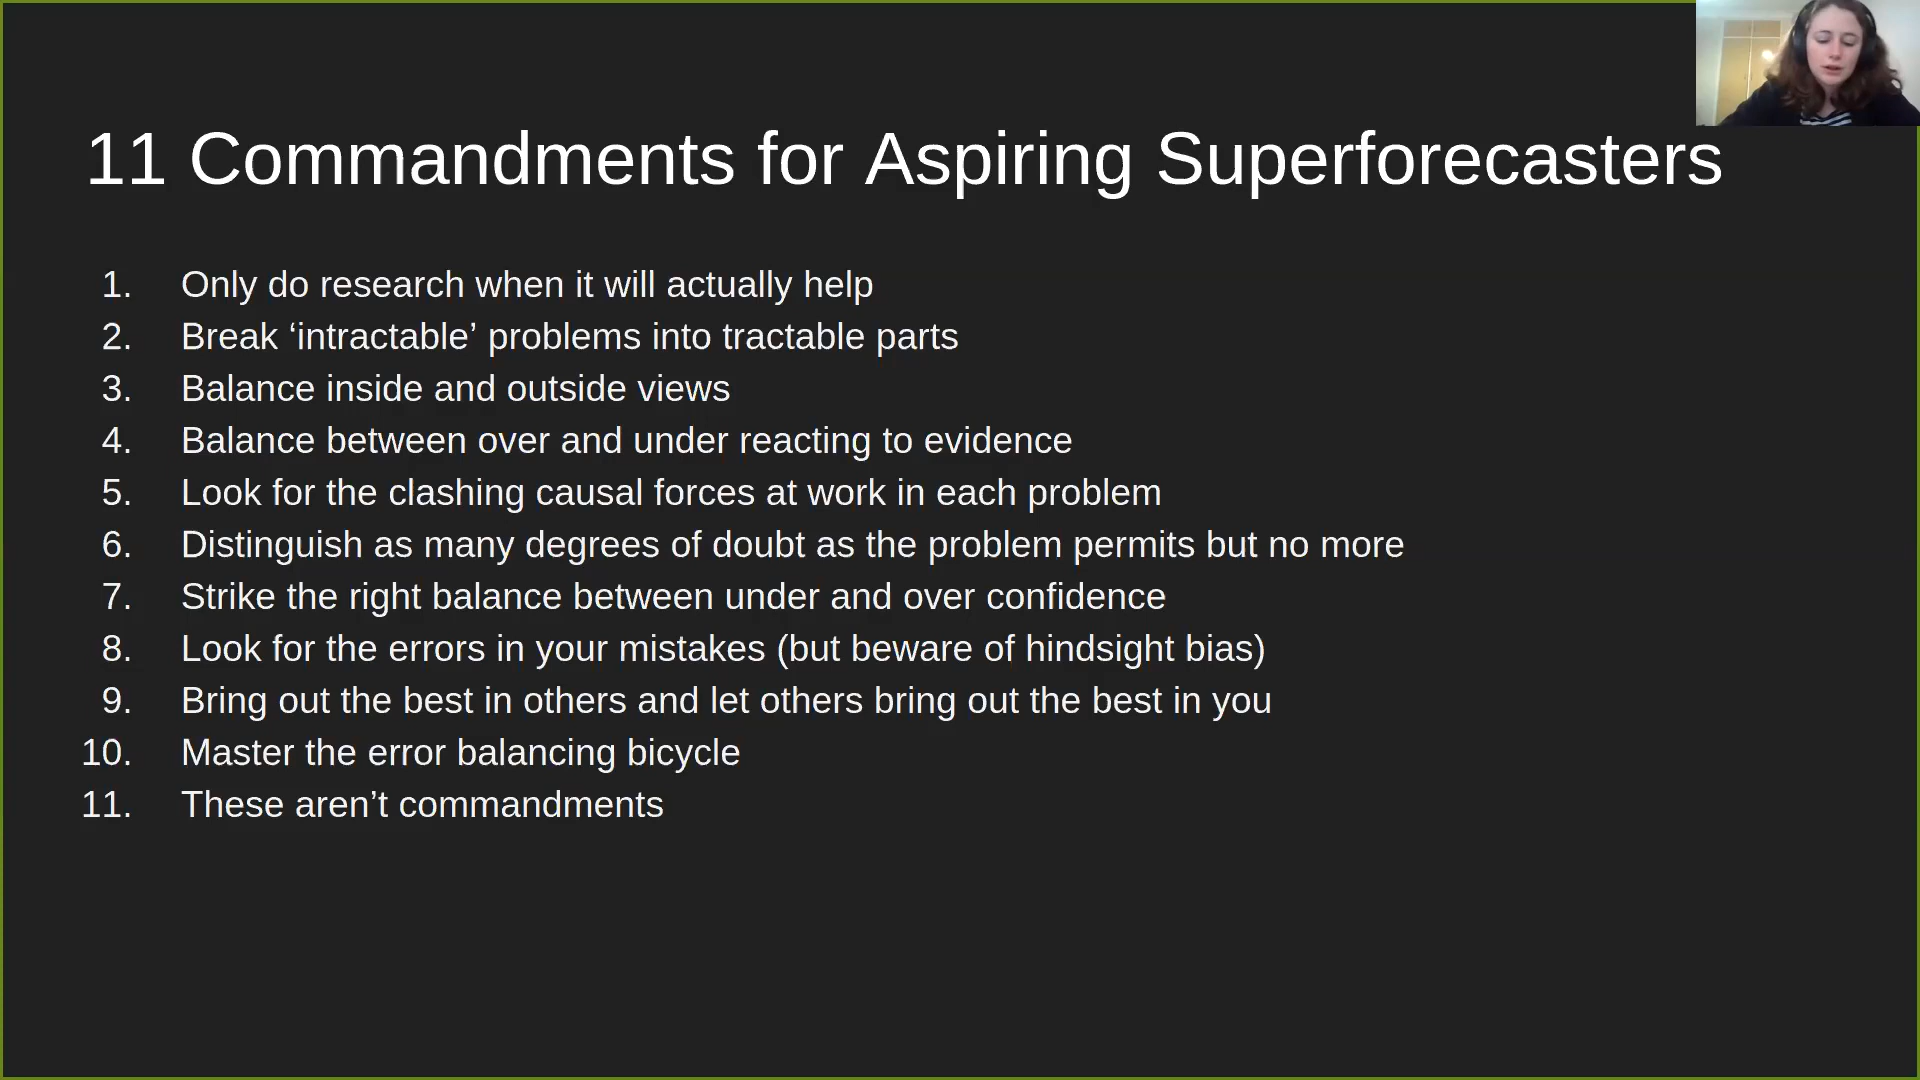 11 Commandments for Aspiring Superforecasters
1. Only do research when it will actually help
2. Break ‘intractable’ problems into tractable parts
3. Balance inside and outside views
4. Balance between over and under reacting to evidence
5. Look for the clashing causal forces at work in each problem
6. Distinguish as many degrees of doubt as the problem permits but no more
7. Strike the right balance between under and over confidence
8. Look for the errors in your mistakes (but beware of hindsight bias)
9. Bring out the best in others and let others bring out the best in you
10. Master the error balancing bicycle
11. These aren’t commandments